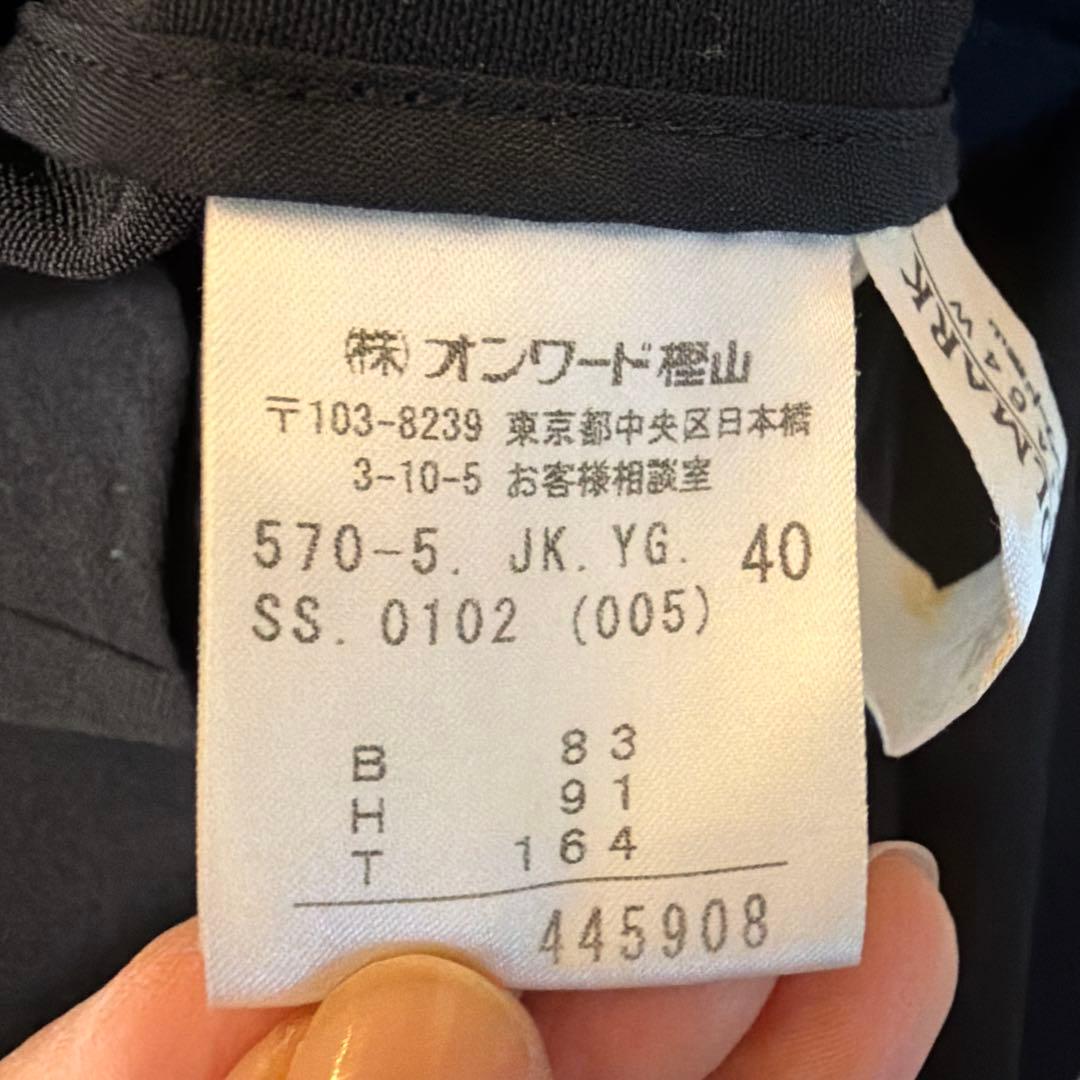 (株)オンワード樫山
〒103-8239 東京都中央区日本橋
3-10-5 お客様相談室
570-5. JK. YG. 40
SS. 0102 (005)
B 83
H 91
T 164
445908
MARK